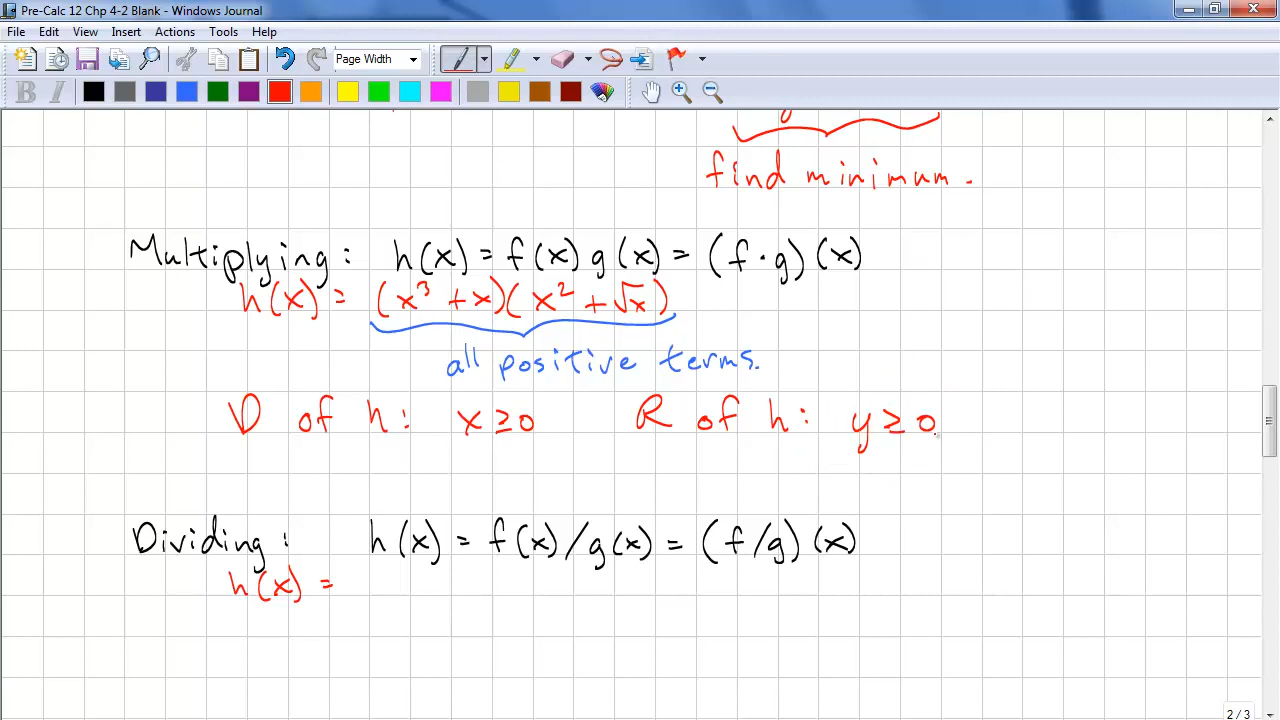 Pre-Calc 12 Chp 4-2 Blank - Windows Journal
File Edit View Insert Actions Tools Help
Page Width
B I
find minimum.
Multiplying: h(x) = f(x) g(x) = (f·g)(x)
h(x) = (x³ + x)(x² + √x)
all positive terms.
D of h: x ≥ 0 R of h: y ≥ 0
Dividing: h(x) = f(x)/g(x) = (f/g)(x)
h(x) =
2/3